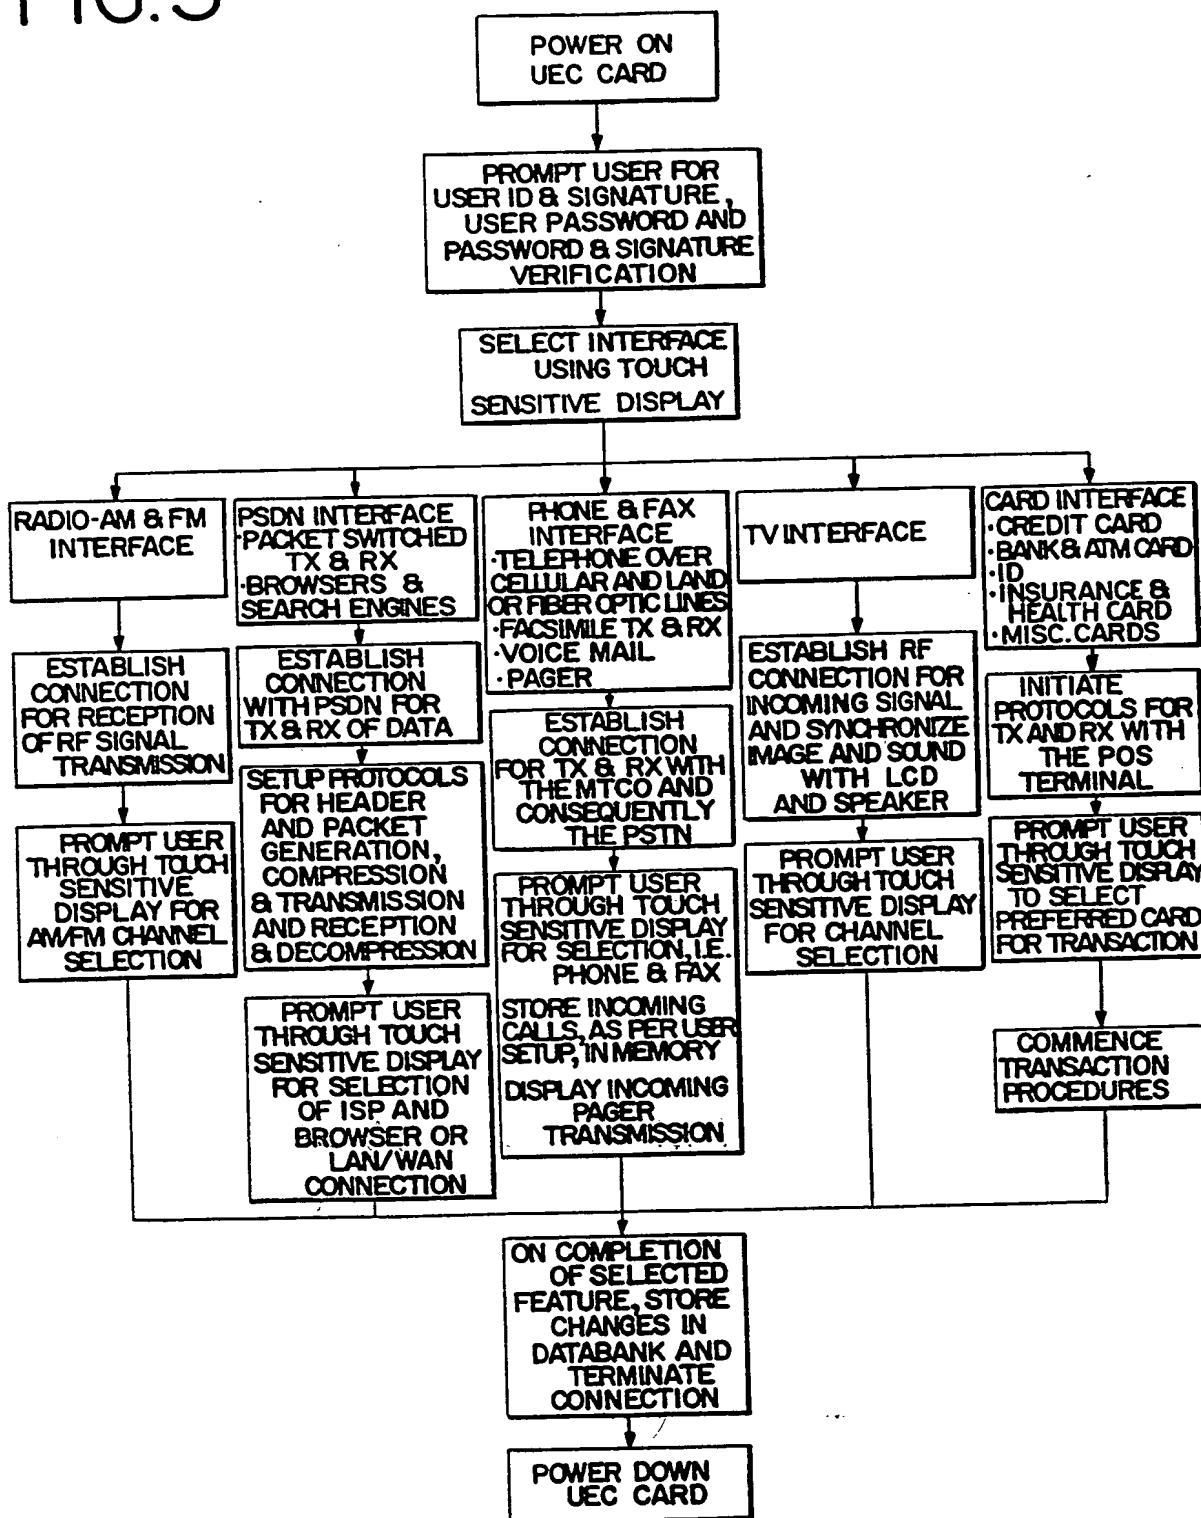 FIG.5
POWER ON
UEC CARD
PROMPT USER FOR
USER ID & SIGNATURE,
USER PASSWORD AND
PASSWORD & SIGNATURE
VERIFICATION
SELECT INTERFACE
USING TOUCH
SENSITIVE DISPLAY
RADIO-AM & FM
INTERFACE
ESTABLISH
CONNECTION
FOR RECEPTION
OF RF SIGNAL
TRANSMISSION
PROMPT USER
THROUGH TOUCH
SENSITIVE
DISPLAY FOR
AM/FM CHANNEL
SELECTION
PSDN INTERFACE
·PACKET SWITCHED
TX & RX
·BROWSERS &
SEARCH ENGINES
ESTABLISH
CONNECTION
WITH PSDN FOR
TX & RX OF DATA
SETUP PROTOCOLS
FOR HEADER
AND PACKET
GENERATION,
COMPRESSION
& TRANSMISSION
AND RECEPTION
& DECOMPRESSION
PROMPT USER
THROUGH TOUCH
SENSITIVE DISPLAY
FOR SELECTION
OF ISP AND
BROWSER OR
LAN/WAN
CONNECTION
PHONE & FAX
INTERFACE
·TELEPHONE OVER
CELLULAR AND LAND
OR FIBER OPTIC LINES
·FACSIMILE TX & RX
·VOICE MAIL
·PAGER
ESTABLISH
CONNECTION
FOR TX & RX WITH
THE MTCO AND
CONSEQUENTLY
THE PSTN
PROMPT USER
THROUGH TOUCH
SENSITIVE DISPLAY
FOR SELECTION, I.E.
PHONE & FAX
STORE INCOMING
CALLS, AS PER USER
SETUP, IN MEMORY
DISPLAY INCOMING
PAGER
TRANSMISSION
TV INTERFACE
ESTABLISH RF
CONNECTION FOR
INCOMING SIGNAL
AND SYNCHRONIZE
IMAGE AND SOUND
WITH LCD
AND SPEAKER
PROMPT USER
THROUGH TOUCH
SENSITIVE DISPLAY
FOR CHANNEL
SELECTION
CARD INTERFACE
·CREDIT CARD
·BANK & ATM CARD
·ID
·INSURANCE &
HEALTH CARD
·MISC. CARDS
INITIATE
PROTOCOLS FOR
TX AND RX WITH
THE POS
TERMINAL
PROMPT USER
THROUGH TOUCH
SENSITIVE DISPLAY
TO SELECT
PREFERRED CARD
FOR TRANSACTION
COMMENCE
TRANSACTION
PROCEDURES
ON COMPLETION
OF SELECTED
FEATURE, STORE
CHANGES IN
DATABANK AND
TERMINATE
CONNECTION
POWER DOWN
UEC CARD